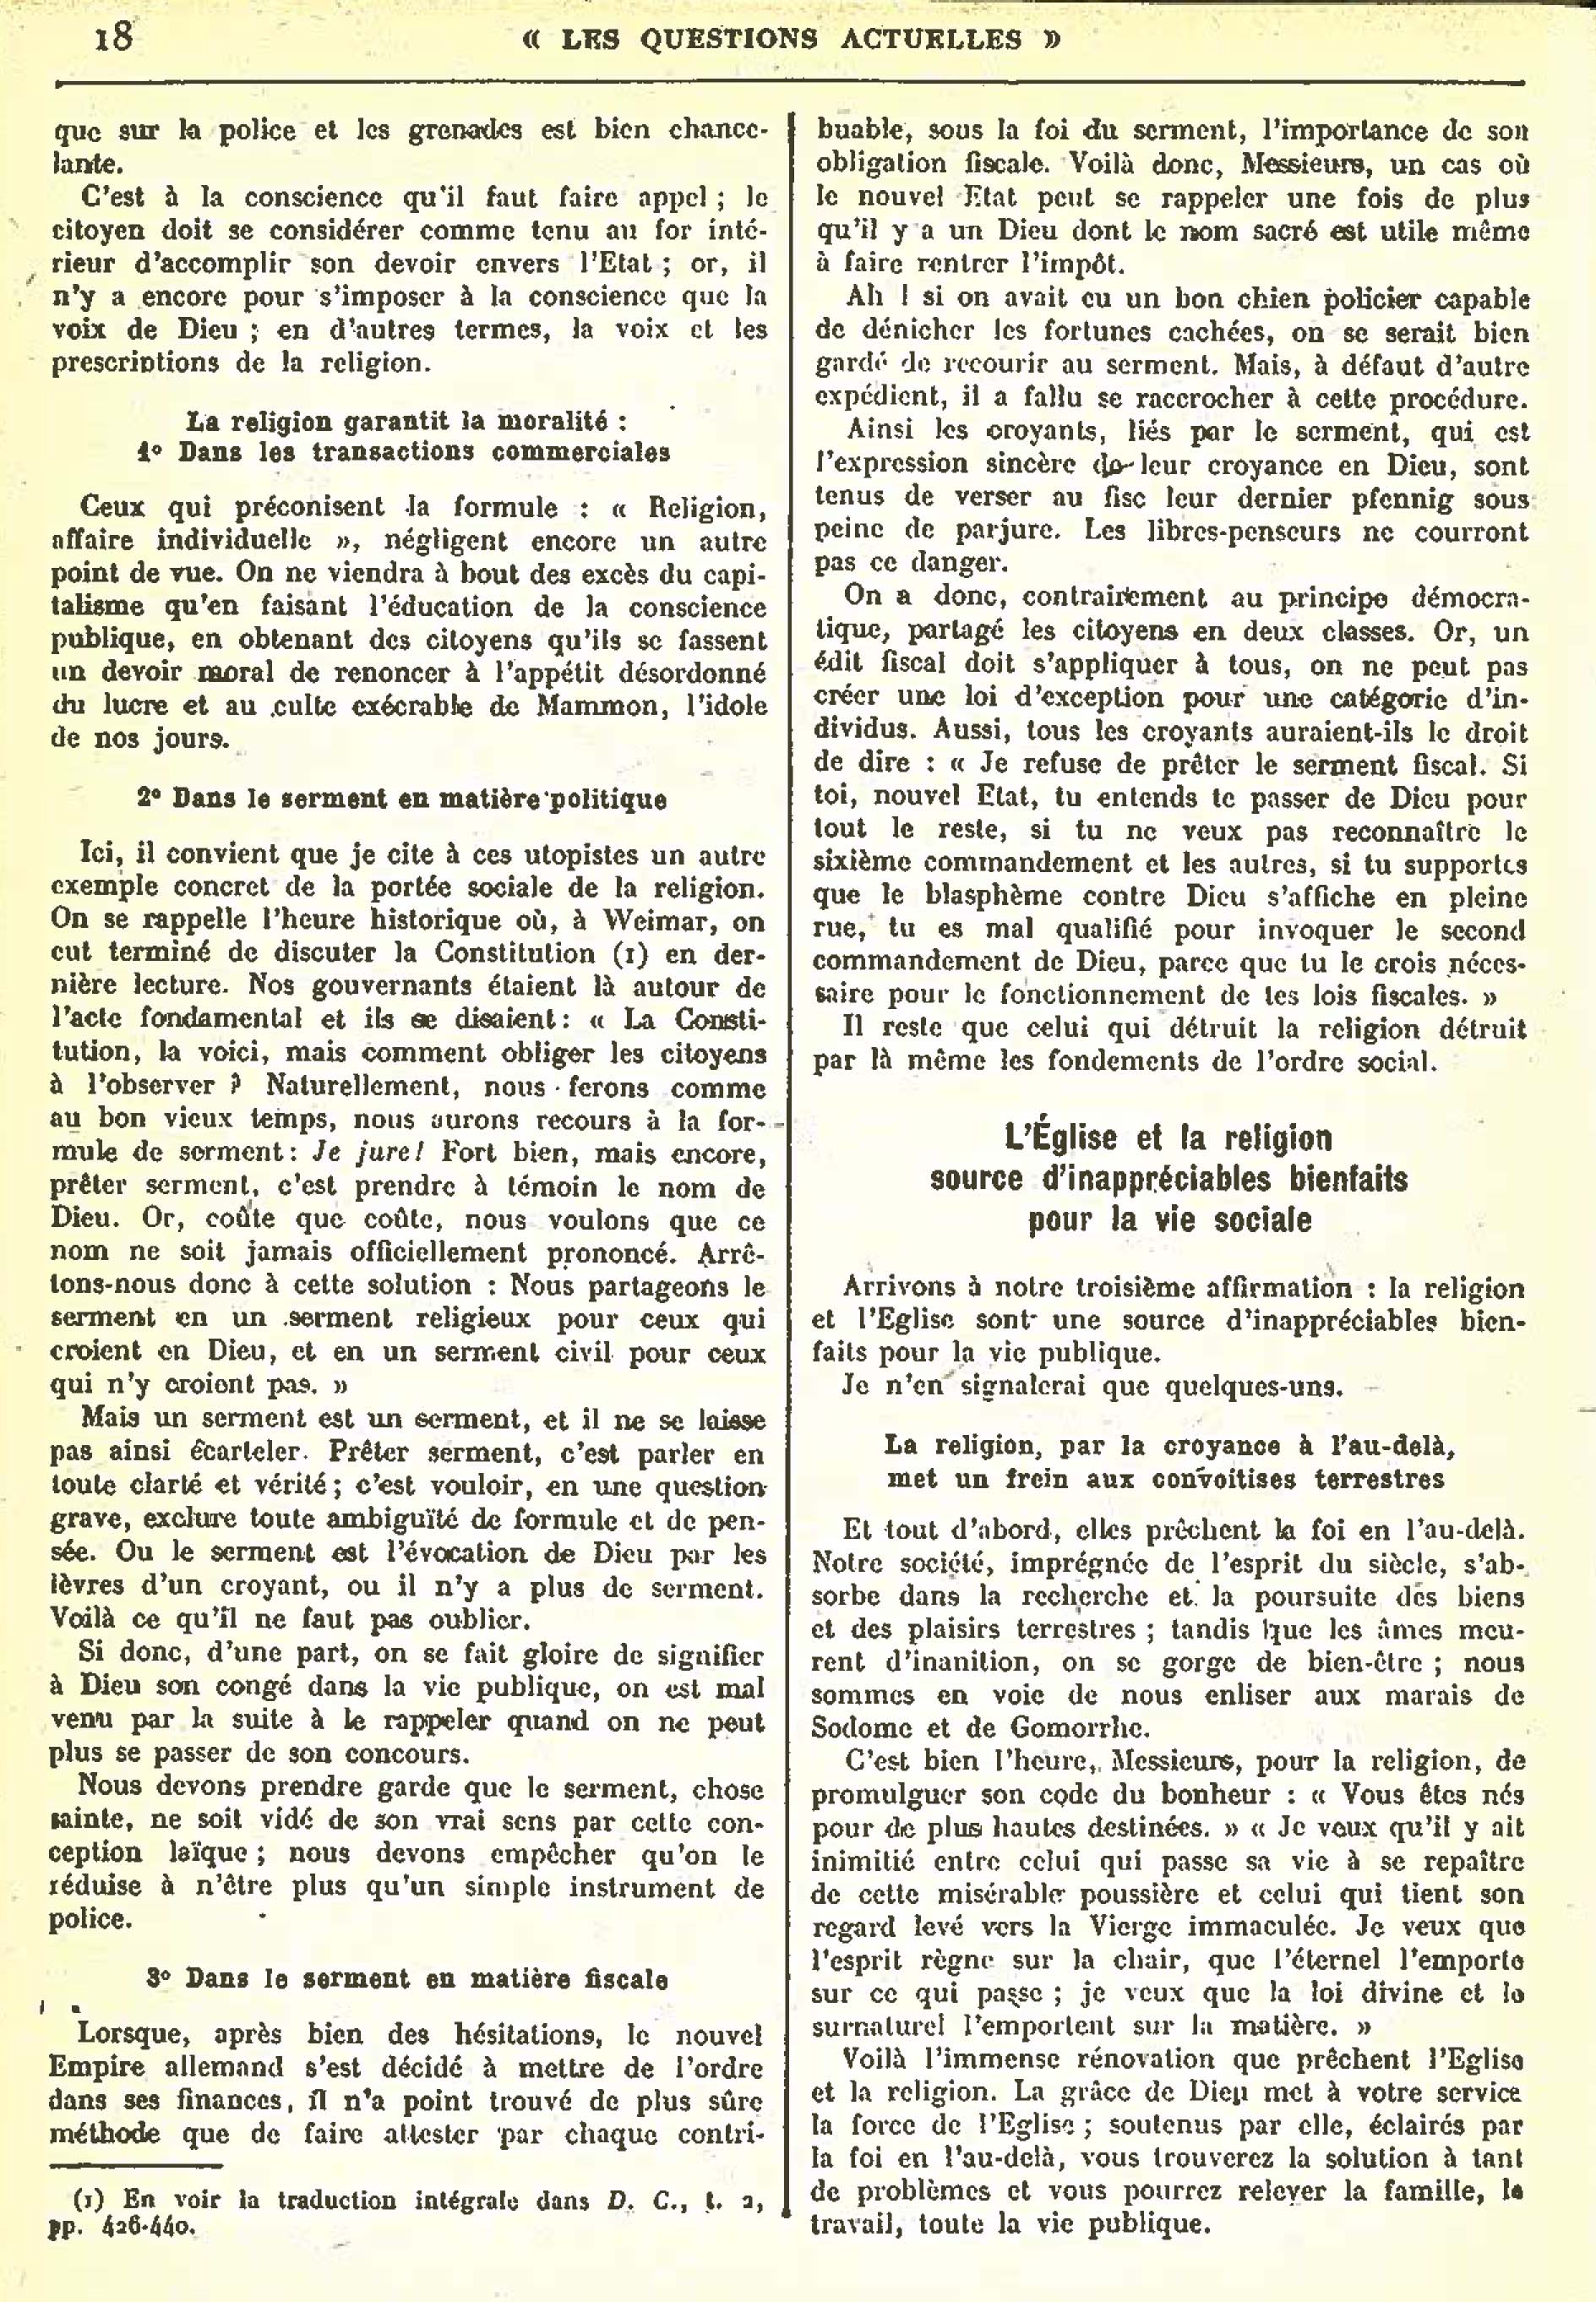 18
« LES QUESTIONS ACTUELLES »
que sur la police et les grenades est bien chance-
lante.
C'est à la conscience qu'il faut faire appel ; le
citoyen doit se considérer comme tenu au for inté-
rieur d'accomplir son devoir envers l'Etat ; or, il
n'y a encore pour s'imposer à la conscience que la
voix de Dieu ; en d'autres termes, la voix et les
prescriptions de la religion.
La religion garantit la moralité :
1° Dans les transactions commerciales
Ceux qui préconisent la formule : « Religion,
affaire individuelle », négligent encore un autre
point de vue. On ne viendra à bout des excès du capi-
talisme qu'en faisant l'éducation de la conscience
publique, en obtenant des citoyens qu'ils se fassent
un devoir moral de renoncer à l'appétit désordonné
du lucre et au culte exécrable de Mammon, l'idole
de nos jours.
2° Dans le serment en matière politique
Ici, il convient que je cite à ces utopistes un autre
exemple concret de la portée sociale de la religion.
On se rappelle l'heure historique où, à Weimar, on
eut terminé de discuter la Constitution (1) en der-
nière lecture. Nos gouvernants étaient là autour de
l'acte fondamental et ils se disaient : « La Consti-
tution, la voici, mais comment obliger les citoyens
à l'observer ? Naturellement, nous ferons comme
au bon vieux temps, nous aurons recours à la for-
mule de serment : Je jure! Fort bien, mais encore,
prêter serment, c'est prendre à témoin le nom de
Dieu. Or, coûte que coûte, nous voulons que ce
nom ne soit jamais officiellement prononcé. Arrê-
tons-nous donc à cette solution : Nous partageons le
serment en un serment religieux pour ceux qui
croient en Dieu, et en un serment civil pour ceux
qui n'y croient pas. »
Mais un serment est un serment, et il ne se laisse
pas ainsi écarteler. Prêter serment, c'est parler en
toute clarté et vérité ; c'est vouloir, en une question
grave, exclure toute ambiguïté de formule et de pen-
sée. Ou le serment est l'évocation de Dieu par les
lèvres d'un croyant, ou il n'y a plus de serment.
Voilà ce qu'il ne faut pas oublier.
Si donc, d'une part, on se fait gloire de signifier
à Dieu son congé dans la vie publique, on est mal
venu par la suite à le rappeler quand on ne peut
plus se passer de son concours.
Nous devons prendre garde que le serment, chose
sainte, ne soit vidé de son vrai sens par cette con-
ception laïque ; nous devons empêcher qu'on le
réduise à n'être plus qu'un simple instrument de
police.
3° Dans le serment en matière fiscale
Lorsque, après bien des hésitations, le nouvel
Empire allemand s'est décidé à mettre de l'ordre
dans ses finances, il n'a point trouvé de plus sûre
méthode que de faire attester par chaque contri-
(1) En voir la traduction intégrale dans D. C., t. 2,
pp. 426-440.
buable, sous la foi du serment, l'importance de son
obligation fiscale. Voilà donc, Messieurs, un cas où
le nouvel Etat peut se rappeler une fois de plus
qu'il y a un Dieu dont le nom sacré est utile même
à faire rentrer l'impôt.
Ah ! si on avait eu un bon chien policier capable
de dénicher les fortunes cachées, on se serait bien
gardé de recourir au serment. Mais, à défaut d'autre
expédient, il a fallu se raccrocher à cette procédure.
Ainsi les croyants, liés par le serment, qui est
l'expression sincère de leur croyance en Dieu, sont
tenus de verser au fisc leur dernier pfennig sous
peine de parjure. Les libres-penseurs ne courront
pas ce danger.
On a donc, contrairement au principe démocra-
tique, partagé les citoyens en deux classes. Or, un
édit fiscal doit s'appliquer à tous, on ne peut pas
créer une loi d'exception pour une catégorie d'in-
dividus. Aussi, tous les croyants auraient-ils le droit
de dire : « Je refuse de prêter le serment fiscal. Si
toi, nouvel Etat, tu entends te passer de Dieu pour
tout le reste, si tu ne veux pas reconnaître le
sixième commandement et les autres, si tu supportes
que le blasphème contre Dieu s'affiche en pleine
rue, tu es mal qualifié pour invoquer le second
commandement de Dieu, parce que tu le crois néces-
saire pour le fonctionnement de tes lois fiscales. »
Il reste que celui qui détruit la religion détruit
par là même les fondements de l'ordre social.
L'Église et la religion
source d'inappréciables bienfaits
pour la vie sociale
Arrivons à notre troisième affirmation : la religion
et l'Eglise sont une source d'inappréciables bien-
faits pour la vie publique.
Je n'en signalerai que quelques-uns.
La religion, par la croyance à l'au-delà,
met un frein aux convoitises terrestres
Et tout d'abord, elles prêchent la foi en l'au-delà.
Notre société, imprégnée de l'esprit du siècle, s'ab-
sorbe dans la recherche et la poursuite des biens
et des plaisirs terrestres ; tandis que les âmes meu-
rent d'inanition, on se gorge de bien-être ; nous
sommes en voie de nous enliser aux marais de
Sodome et de Gomorrhe.
C'est bien l'heure, Messieurs, pour la religion, de
promulguer son code du bonheur : « Vous êtes nés
pour de plus hautes destinées. » « Je veux qu'il y ait
inimitié entre celui qui passe sa vie à se repaître
de cette misérable poussière et celui qui tient son
regard levé vers la Vierge immaculée. Je veux que
l'esprit règne sur la chair, que l'éternel l'emporte
sur ce qui passe ; je veux que la loi divine et le
surnaturel l'emportent sur la matière. »
Voilà l'immense rénovation que prêchent l'Eglise
et la religion. La grâce de Dieu met à votre service
la force de l'Eglise ; soutenus par elle, éclairés par
la foi en l'au-delà, vous trouverez la solution à tant
de problèmes et vous pourrez relever la famille, le
travail, toute la vie publique.